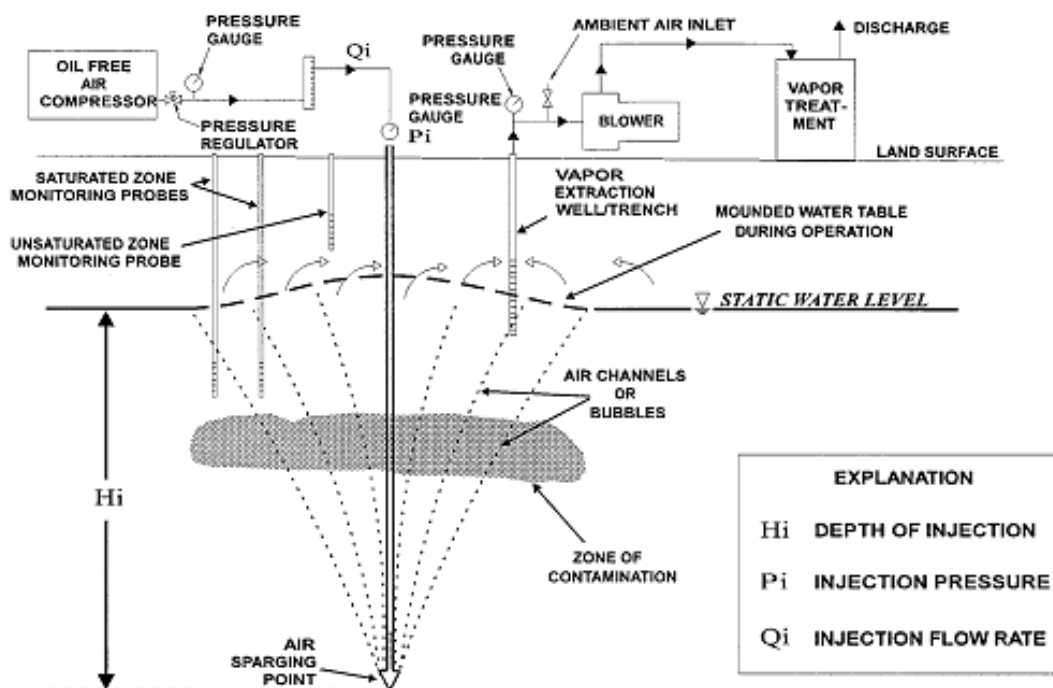 PRESSURE
GAUGE
Qi
OIL FREE
AIR
COMPRESSOR
PRESSURE
REGULATOR
PRESSURE
GAUGE
Pi
PRESSURE
GAUGE
AMBIENT AIR INLET
BLOWER
DISCHARGE
VAPOR
TREAT-
MENT
LAND SURFACE
SATURATED ZONE
MONITORING PROBES
UNSATURATED ZONE
MONITORING PROBE
VAPOR
EXTRACTION
WELL/TRENCH
MOUNDED WATER TABLE
DURING OPERATION
STATIC WATER LEVEL
AIR CHANNELS
OR
BUBBLES
Hi
ZONE OF
CONTAMINATION
AIR
SPARGING
POINT
EXPLANATION
Hi DEPTH OF INJECTION
Pi INJECTION PRESSURE
Qi INJECTION FLOW RATE